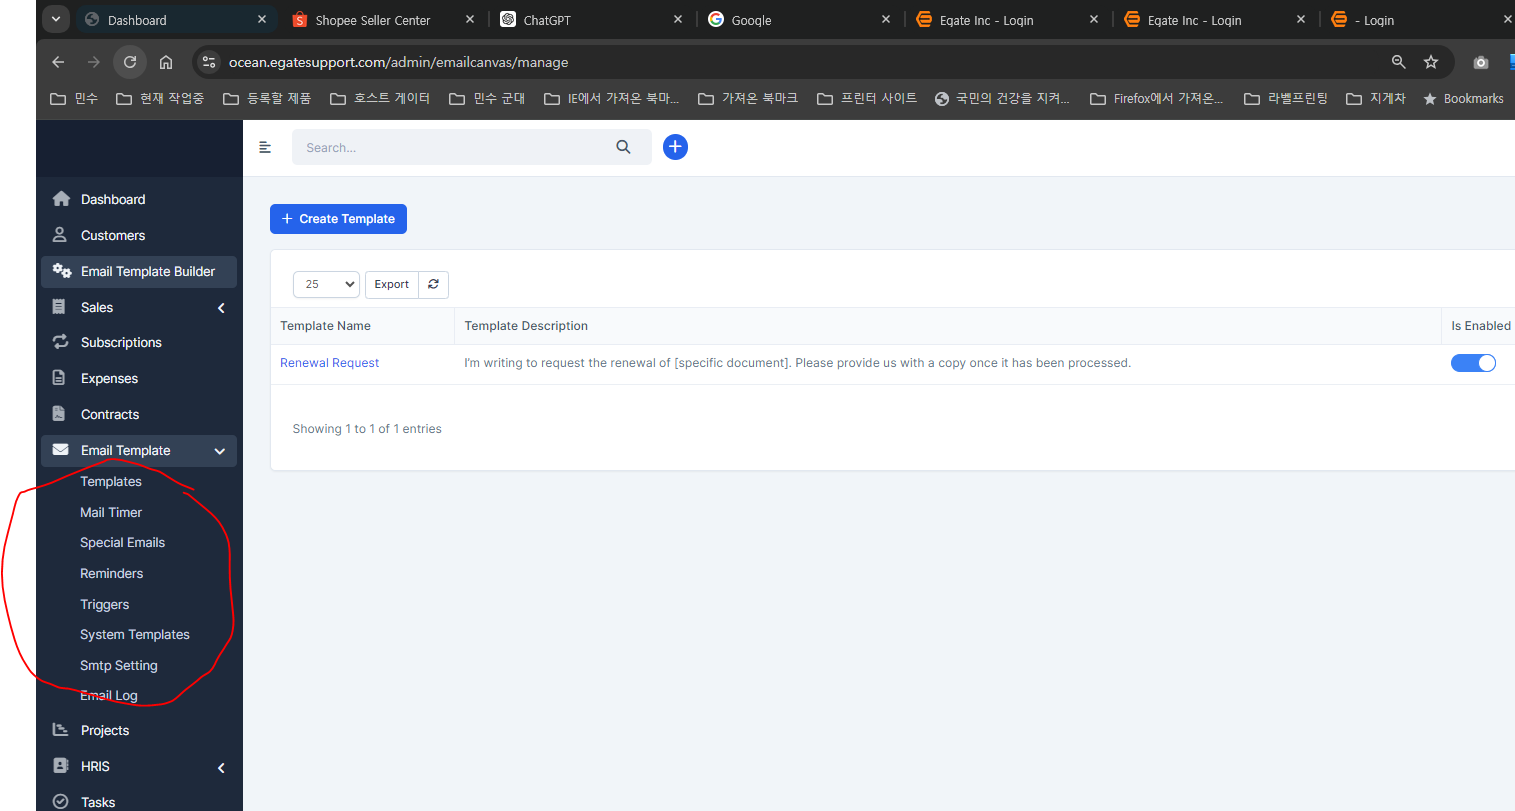 Dashboard
Shopee Seller Center
ChatGPT
Google
Egate Inc - Login
Egate Inc - Login
- Login
ocean.egatesupport.com/admin/emailcanvas/manage
민수
현재 작업중
등록할 제품
호스트 게이터
민수 군대
IE에서 가져온 북마...
가져온 북마크
프린터 사이트
국민의 건강을 지켜...
Firefox에서 가져온...
라벨프린팅
지게차
Bookmarks
Search...
Dashboard
Customers
Email Template Builder
Sales
Subscriptions
Expenses
Contracts
Email Template
Templates
Mail Timer
Special Emails
Reminders
Triggers
System Templates
Smtp Setting
Email Log
Projects
HRIS
Tasks
+ Create Template
25
Export
Template Name
Template Description
Is Enabled
Renewal Request
I'm writing to request the renewal of [specific document]. Please provide us with a copy once it has been processed.
Showing 1 to 1 of 1 entries